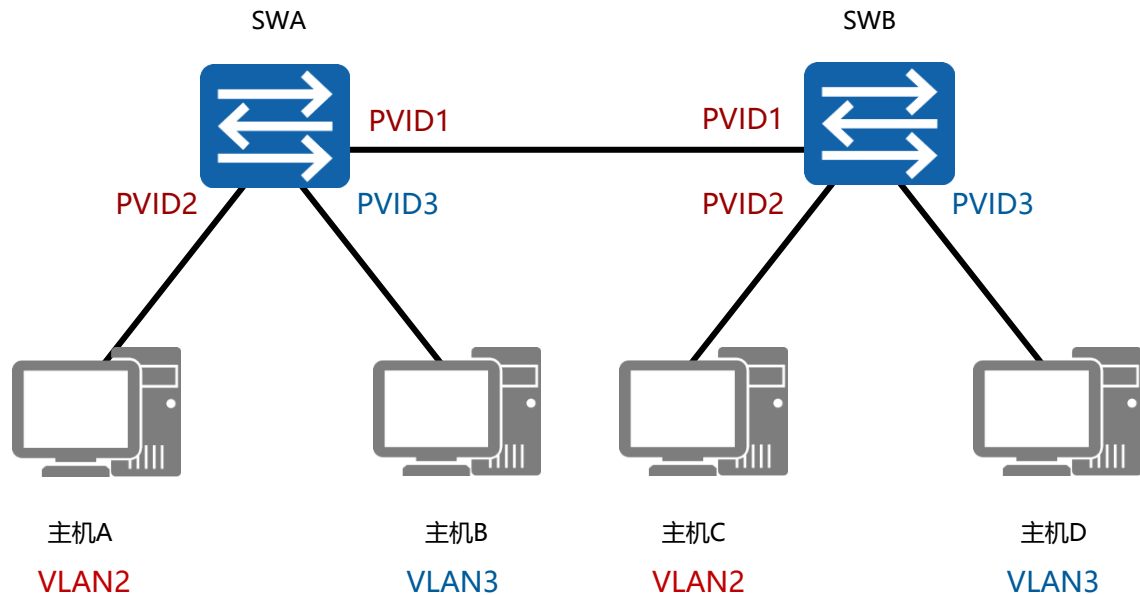 SWA
SWB
PVID1
PVID1
PVID2
PVID3
PVID2
PVID3
主机A
主机B
主机C
主机D
VLAN2
VLAN3
VLAN2
VLAN3